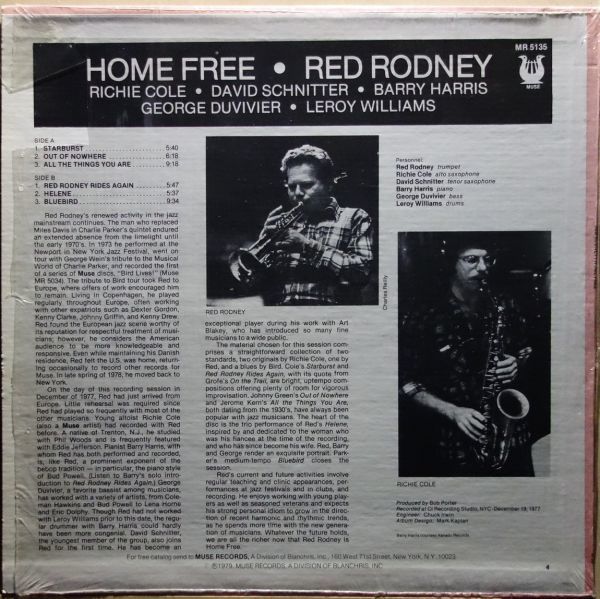 MR 5135
MUSE
HOME FREE • RED RODNEY
RICHIE COLE • DAVID SCHNITTER • BARRY HARRIS
GEORGE DUVIVIER • LEROY WILLIAMS
SIDE A
1. STARBURST . . . . . . . . . . . . . . . 5:40
2. OUT OF NOWHERE . . . . . . . . . . 6:18
3. ALL THE THINGS YOU ARE . . . . . . 9:18
SIDE B
1. RED RODNEY RIDES AGAIN . . . . . . 5:47
2. HELENE . . . . . . . . . . . . . . . . . 5:37
3. BLUEBIRD . . . . . . . . . . . . . . . . 9:34
Red Rodney's renewed activity in the jazz
mainstream continues. The man who replaced
Miles Davis in Charlie Parker's quintet endured
an extended absence from the limelight until
the early 1970's. In 1973 he performed at the
Newport in New York Jazz Festival, went on
tour with George Wein's tribute to the Musical
World of Charlie Parker, and recorded the first
of a series of Muse discs, "Bird Lives!" (Muse
MR 5034). The tribute to Bird tour took Red to
Europe, where offers of work encouraged him
to remain. Living in Copenhagen, he played
regularly throughout Europe, often working
with other expatriots such as Dexter Gordon,
Kenny Clarke, Johnny Griffin, and Kenny Drew.
Red found the European jazz scene worthy of
its reputation for respectful treatment of musi-
cians; however, he considers the American
audience to be more knowledgeable and
responsive. Even while maintaining his Danish
residence, Red felt the U.S. was home, return-
ing occasionally to record other records for
Muse. In late spring of 1978, he moved back to
New York.
On the day of this recording session in
December of 1977, Red had just arrived from
Europe. Little rehearsal was required since
Red had played so frequently with most of the
other musicians. Young altoist Richie Cole
(also a Muse artist) had recorded with Red
before. A native of Trenton, N.J., he studied
with Phil Woods and is frequently featured
with Eddie Jefferson. Pianist Barry Harris, with
whom Red has both performed and recorded,
is, like Red, a prominent exponent of the
bebop tradition — in particular, the piano style
of Bud Powell. (Listen to Barry's solo intro-
duction to Red Rodney Rides Again.) George
Duvivier, a favorite bassist among musicians,
has worked with a variety of artists, from Cole-
man Hawkins and Bud Powell to Lena Horne
and Eric Dolphy. Though Red had not worked
with Leroy Williams prior to this date, the regu-
lar drummer with Barry Harris could hardly
have been more congenial. David Schnitter,
the youngest member of the group, also joins
Red for the first time. He has become an
RED RODNEY
Charles Reilly
exceptional player during his work with Art
Blakey, who has introduced so many fine
musicians to a wide public.
The material chosen for this session com-
prises a straightforward collection of two
standards, two originals by Richie Cole, one by
Red, and a blues by Bird. Cole's Starburst and
Red Rodney Rides Again, with its quota from
Grofe's On the Trail, are bright, uptempo com-
positions offering plenty of room for vigorous
improvisation. Johnny Green's Out of Nowhere
and Jerome Kern's All the Things You Are,
both dating from the 1930's, have always been
popular with jazz musicians. The heart of the
disc is the trio performance of Red's Helene,
inspired by and dedicated to the woman who
was his fiancee at the time of the recording,
and who has since become his wife. Red, Barry
and George render an exquisite portrait. Park-
er's medium-tempo Bluebird closes the
session.
Red's current and future activities involve
regular teaching and clinic appearances, per-
formances at jazz festivals and in clubs, and
recording. He enjoys working with young play-
ers as well as seasoned veterans and expects
his strong personal idiom to grow in the direc-
tion of recent harmonic and rhythmic trends,
as he spends more time with the new genera-
tion of musicians. Whatever the future holds,
we are all the richer now that Red Rodney is
Home Free.
Personnel:
Red Rodney trumpet
Richie Cole alto saxophone
David Schnitter tenor saxophone
Barry Harris piano
George Duvivier bass
Leroy Williams drums
RICHIE COLE
Produced by Bob Porter
Recorded at CI Recording Studio, NYC-December 19, 1977
Engineer: Chuck Irwin
Album Design: Mark Kaplan
Barry Harris courtesy Xanadu Records
For free catalog send to MUSE RECORDS, A Division of Blanchris, Inc., 160 West 71st Street, New York, N.Y. 10023
℗ 1979, MUSE RECORDS, A DIVISION OF BLANCHRIS, INC
4